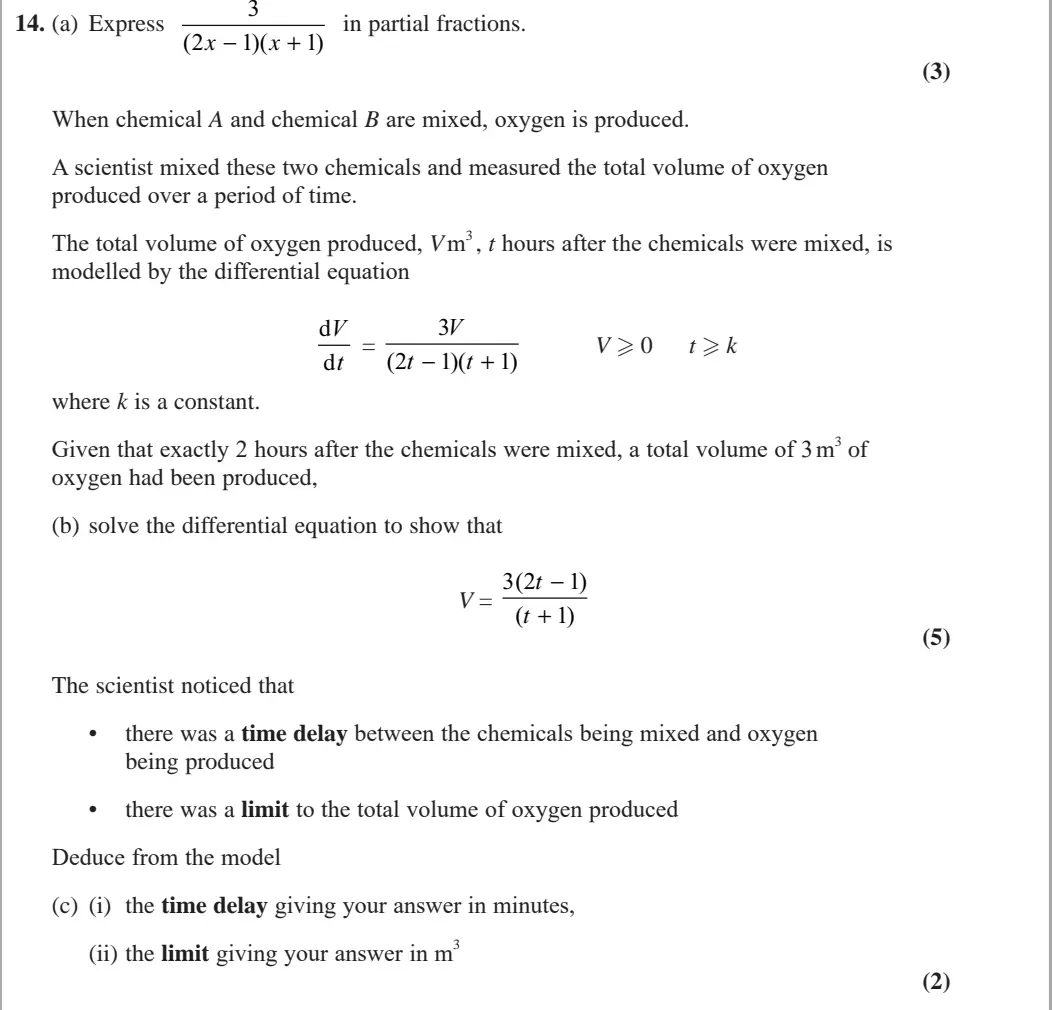 14. (a) Express 3/((2x − 1)(x + 1)) in partial fractions.
(3)
When chemical A and chemical B are mixed, oxygen is produced.
A scientist mixed these two chemicals and measured the total volume of oxygen
produced over a period of time.
The total volume of oxygen produced, V m³, t hours after the chemicals were mixed, is
modelled by the differential equation
dV/dt = 3V/((2t − 1)(t + 1)) V ⩾ 0 t ⩾ k
where k is a constant.
Given that exactly 2 hours after the chemicals were mixed, a total volume of 3 m³ of
oxygen had been produced,
(b) solve the differential equation to show that
V = 3(2t − 1)/(t + 1)
(5)
The scientist noticed that
• there was a time delay between the chemicals being mixed and oxygen
being produced
• there was a limit to the total volume of oxygen produced
Deduce from the model
(c) (i) the time delay giving your answer in minutes,
(ii) the limit giving your answer in m³
(2)